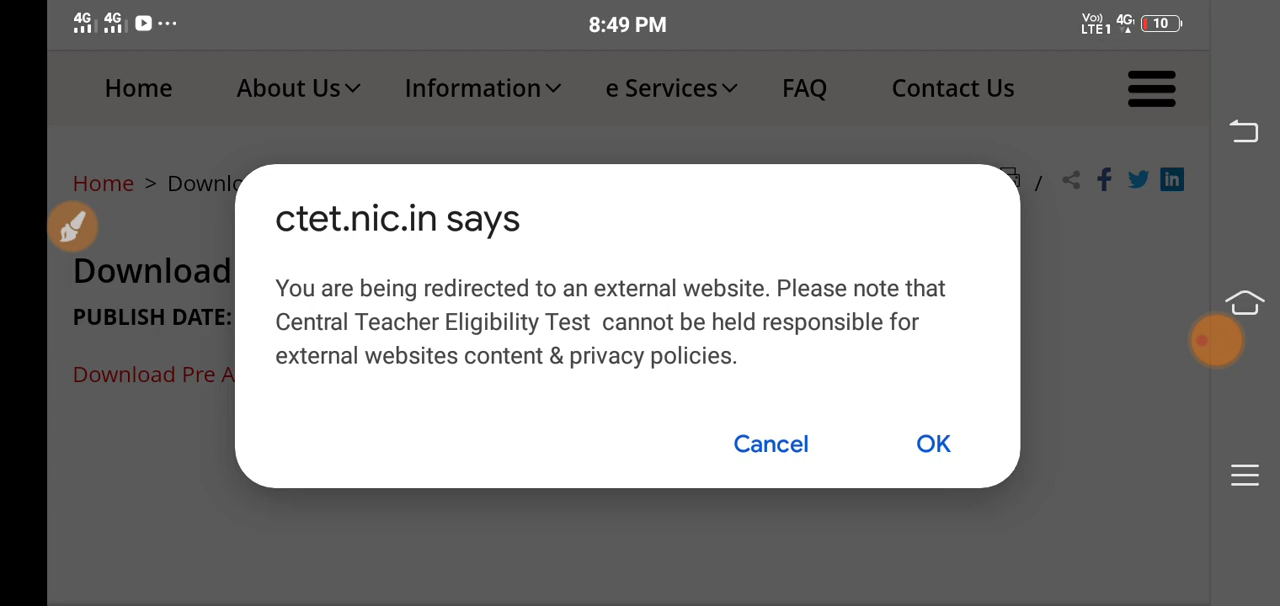 4G 4G 8:49 PM Vo) LTE1 4G 10
Home About Us Information e Services FAQ Contact Us
Home > Downlo /
ctet.nic.in says
Download
You are being redirected to an external website. Please note that
PUBLISH DATE:
Central Teacher Eligibility Test cannot be held responsible for
external websites content & privacy policies.
Download Pre A
Cancel OK